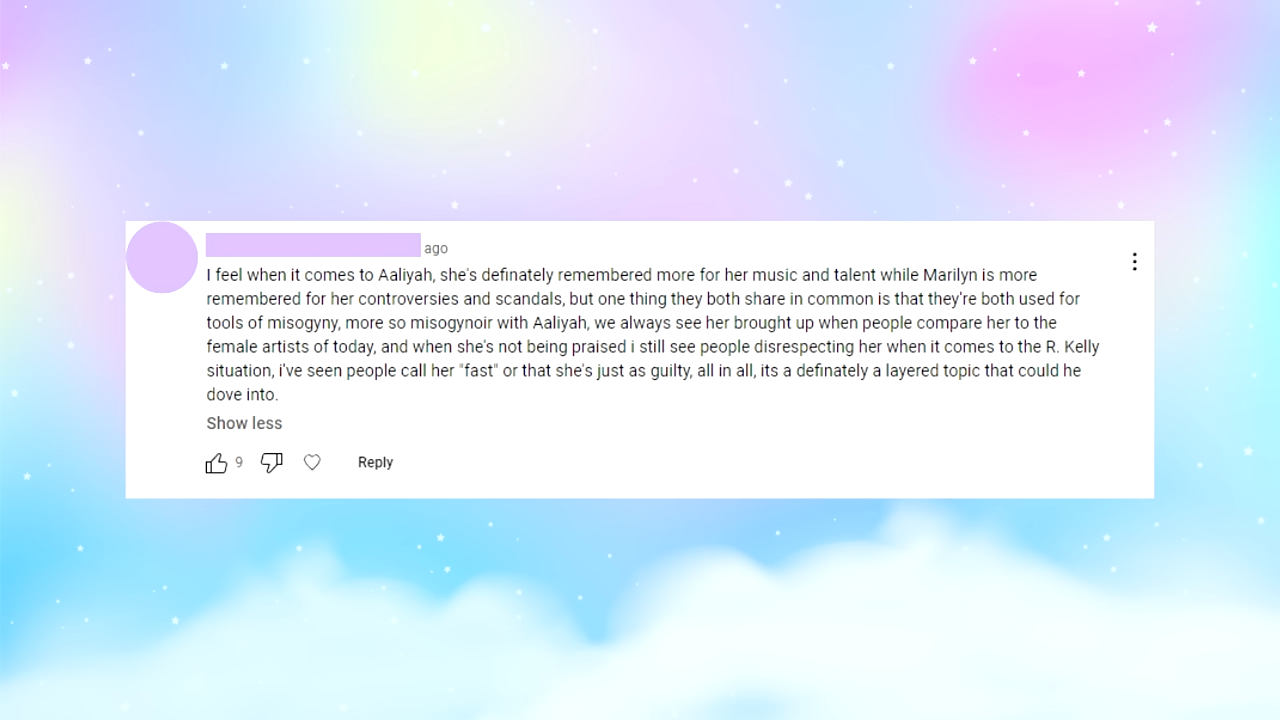 ago
I feel when it comes to Aaliyah, she's definately remembered more for her music and talent while Marilyn is more
remembered for her controversies and scandals, but one thing they both share in common is that they're both used for
tools of misogyny, more so misogynoir with Aaliyah, we always see her brought up when people compare her to the
female artists of today, and when she's not being praised i still see people disrespecting her when it comes to the R. Kelly
situation, i've seen people call her "fast" or that she's just as guilty, all in all, its a definately a layered topic that could he
dove into.
Show less
9 Reply